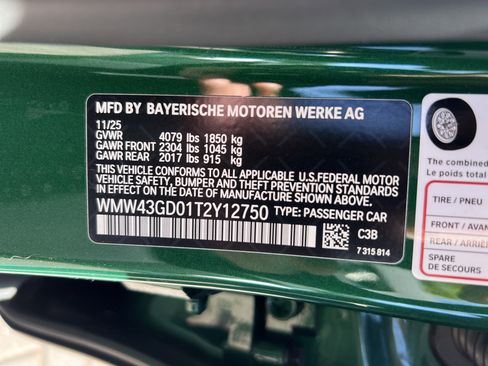 MFD BY BAYERISCHE MOTOREN WERKE AG
11/25
GVWR 4079 lbs 1850 kg
GAWR FRONT 2304 lbs 1045 kg
GAWR REAR 2017 lbs 915 kg
THIS VEHICLE CONFORMS TO ALL APPLICABLE U.S.FEDERAL MOTOR
VEHICLE SAFETY, BUMPER, AND THEFT PREVENTION STANDARDS
IN EFFECT ON THE DATE OF MANUFACTURE SHOWN ABOVE.
WMW43GD01T2Y12750 TYPE: PASSENGER CAR
C3B
7 315 814
The combined
Le poids total
TIRE / PNEU
FRONT / AVAN
REAR / ARRIÈR
SPARE
DE SECOURS